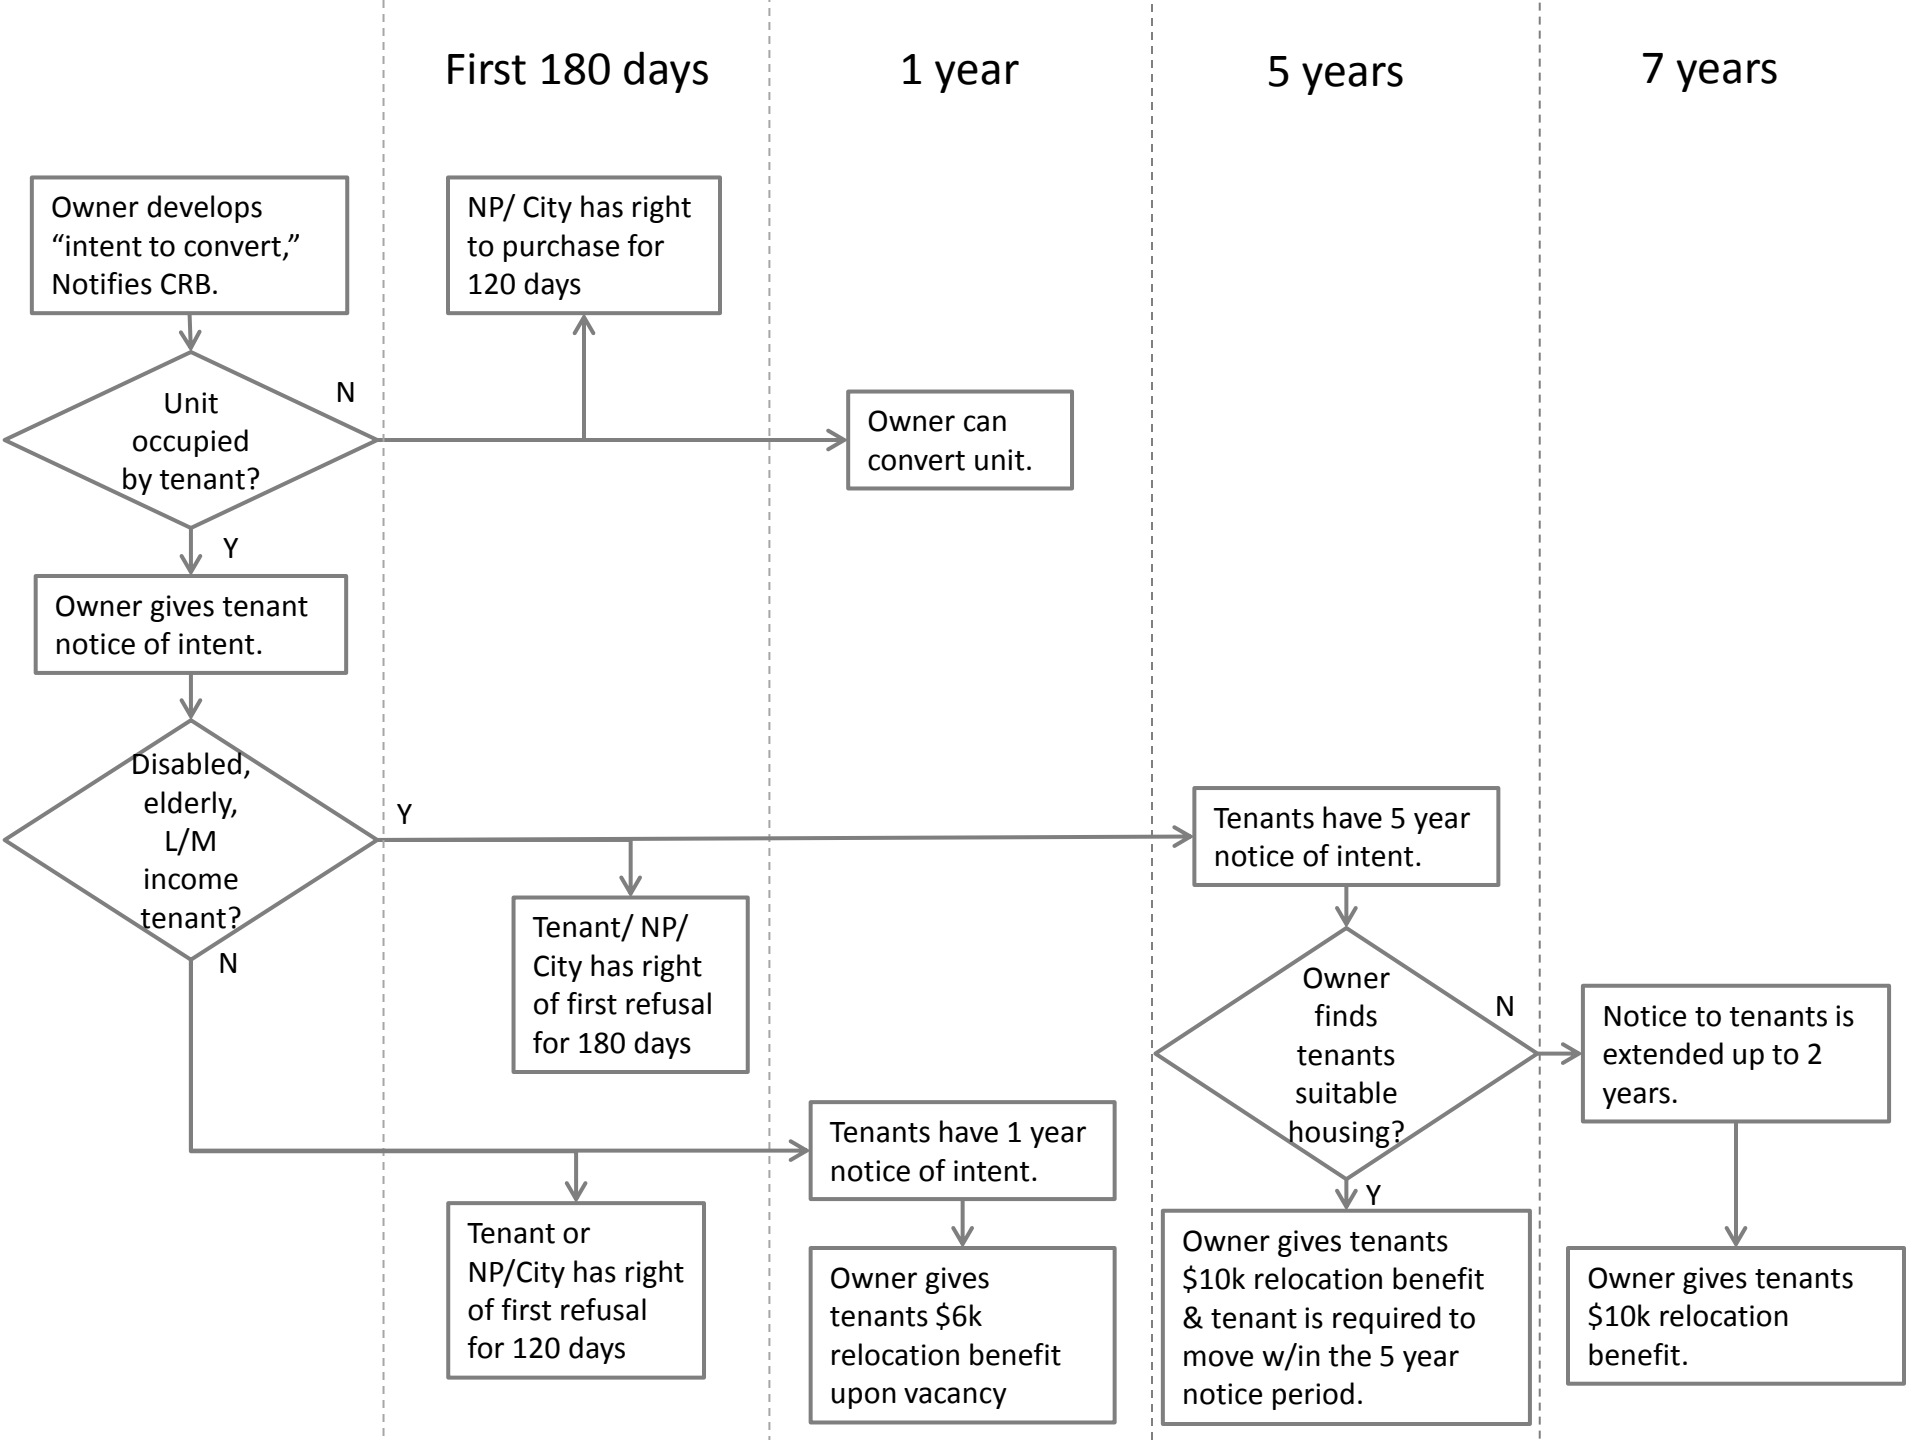 First 180 days
1 year
5 years
7 years
Owner develops
“intent to convert,”
Notifies CRB.
NP/ City has right
to purchase for
120 days
Unit
occupied
by tenant?
N
Owner can
convert unit.
Y
Owner gives tenant
notice of intent.
Disabled,
elderly,
L/M
income
tenant?
Y
N
Tenants have 5 year
notice of intent.
Tenant/ NP/
City has right
of first refusal
for 180 days
Owner
finds
tenants
suitable
housing?
N
Y
Notice to tenants is
extended up to 2
years.
Tenants have 1 year
notice of intent.
Tenant or
NP/City has right
of first refusal
for 120 days
Owner gives
tenants $6k
relocation benefit
upon vacancy
Owner gives tenants
$10k relocation benefit
& tenant is required to
move w/in the 5 year
notice period.
Owner gives tenants
$10k relocation
benefit.